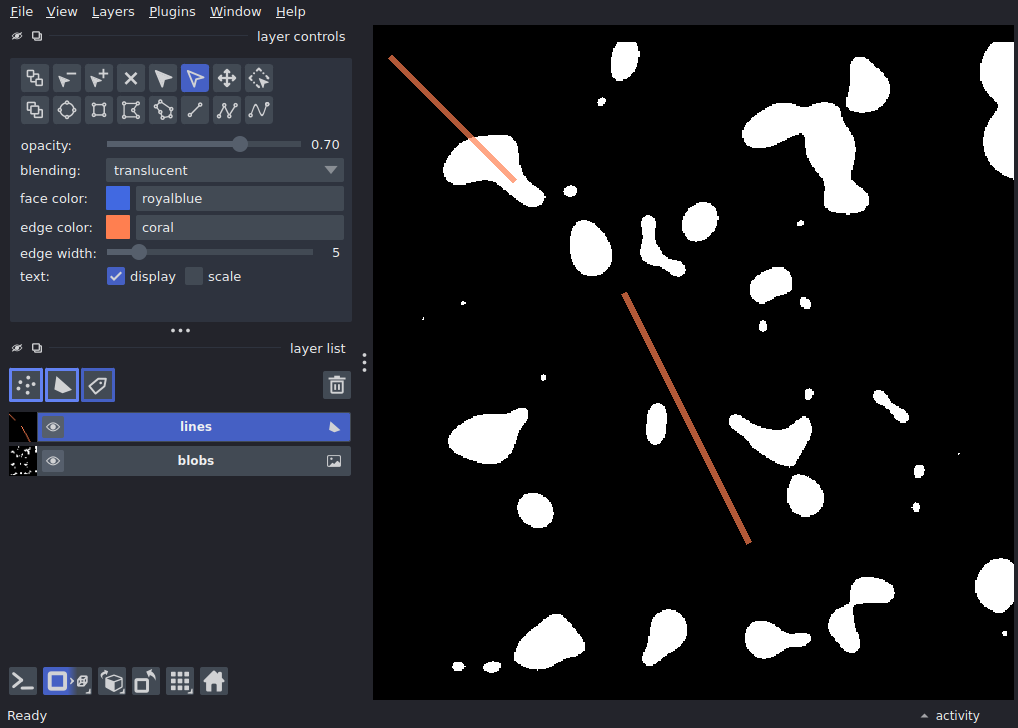 File View Layers Plugins Window Help
layer controls
opacity: 0.70
blending: translucent
face color: royalblue
edge color: coral
edge width: 5
text: display scale
layer list
lines
blobs
Ready
activity